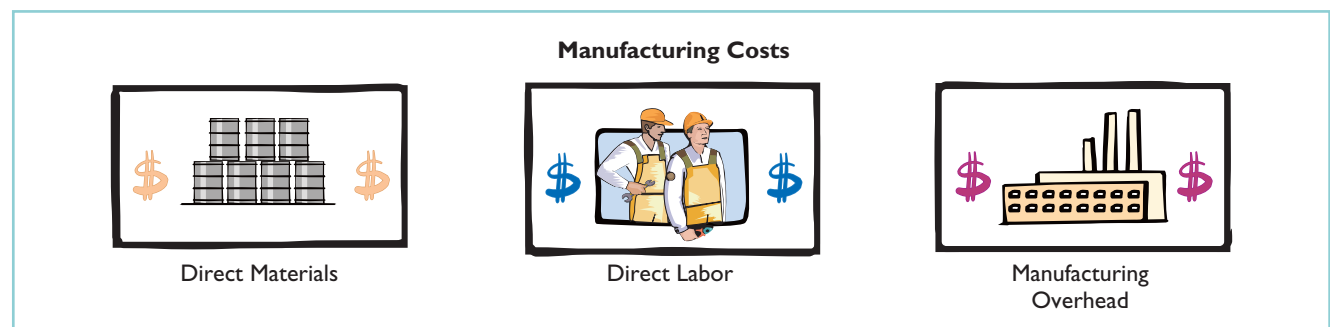 Manufacturing Costs
$ $ $ $ $ $
Direct Materials
Direct Labor
Manufacturing
Overhead